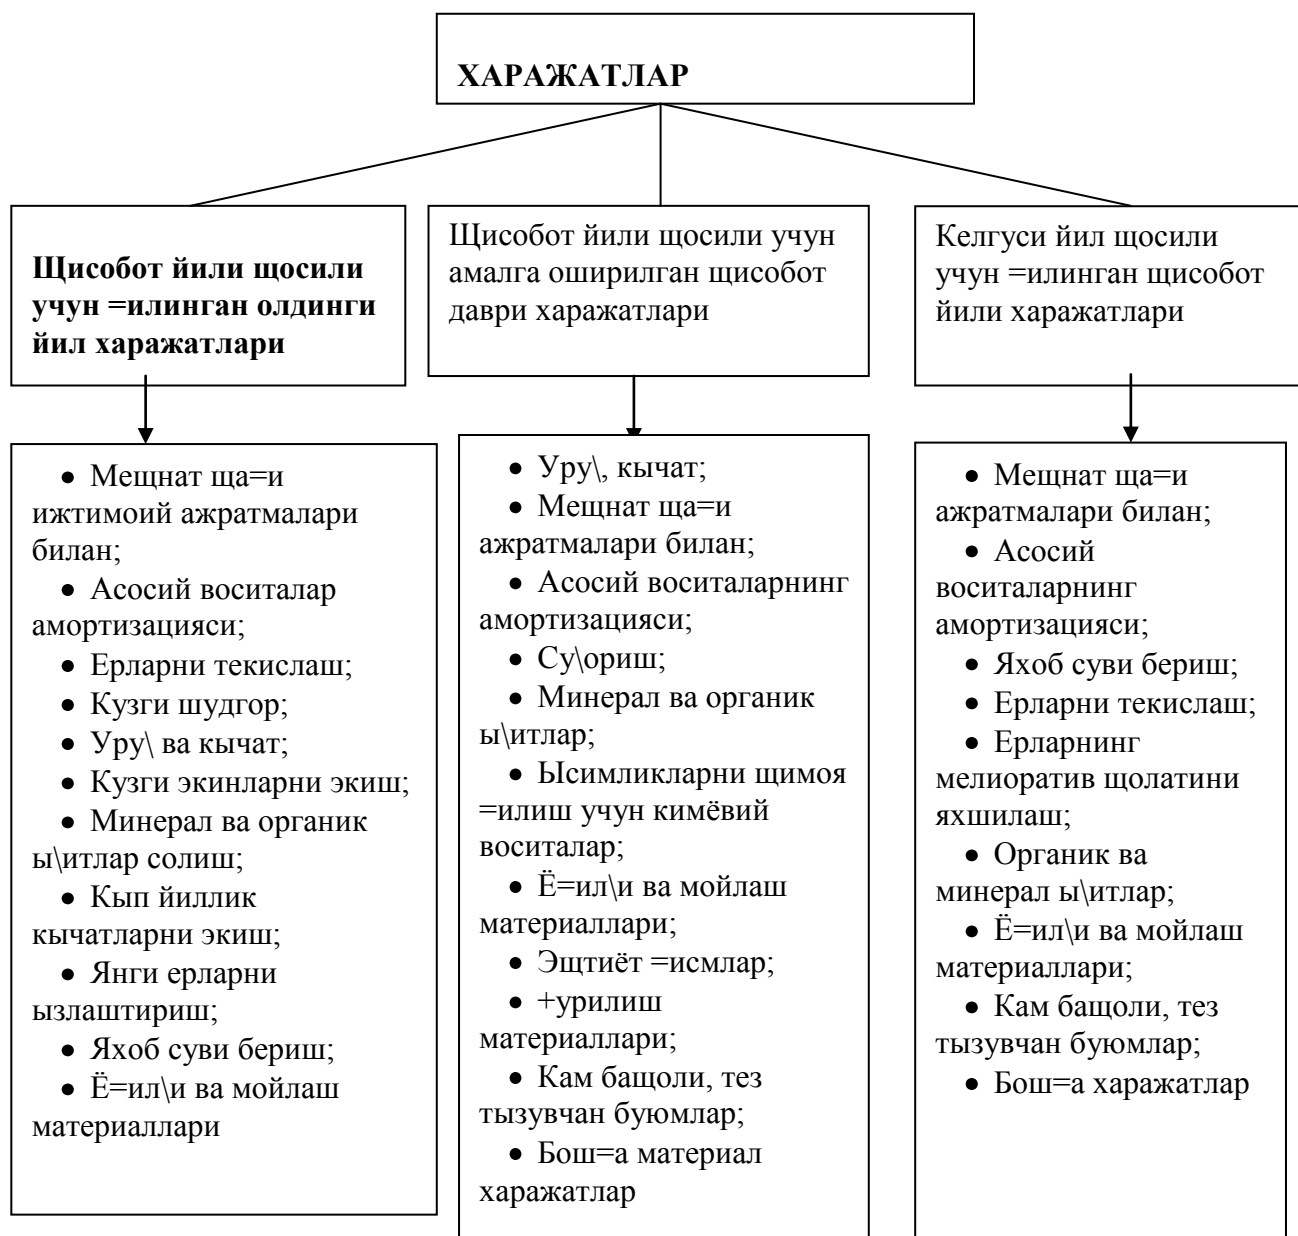 ХАРАЖАТЛАР
Щисобот йили щосили
учун =илинган олдинги
йил харажатлари
Щисобот йили щосили учун
амалга оширилган щисобот
даври харажатлари
Келгуси йил щосили
учун =илинган щисобот
йили харажатлари
• Мещнат ща=и
ижтимоий ажратмалари
билан;
• Асосий воситалар
амортизацияси;
• Ерларни текислаш;
• Кузги шудгор;
• Уру\ ва кычат;
• Кузги экинларни экиш;
• Минерал ва органик
ы\итлар солиш;
• Кып йиллик
кычатларни экиш;
• Янги ерларни
ызлаштириш;
• Яхоб суви бериш;
• Ё=ил\и ва мойлаш
материаллари
• Уру\, кычат;
• Мещнат ща=и
ажратмалари билан;
• Асосий воситаларнинг
амортизацияси;
• Су\ориш;
• Минерал ва органик
ы\итлар;
• Ысимликларни щимоя
=илиш учун кимёвий
воситалар;
• Ё=ил\и ва мойлаш
материаллари;
• Эщтиёт =исмлар;
• +урилиш
материаллари;
• Кам бащоли, тез
тызувчан буюмлар;
• Бош=а материал
харажатлар
• Мещнат ща=и
ажратмалари билан;
• Асосий
воситаларнинг
амортизацияси;
• Яхоб суви бериш;
• Ерларни текислаш;
• Ерларнинг
мелиоратив щолатини
яхшилаш;
• Органик ва
минерал ы\итлар;
• Ё=ил\и ва мойлаш
материаллари;
• Кам бащоли, тез
тызувчан буюмлар;
• Бош=а харажатлар